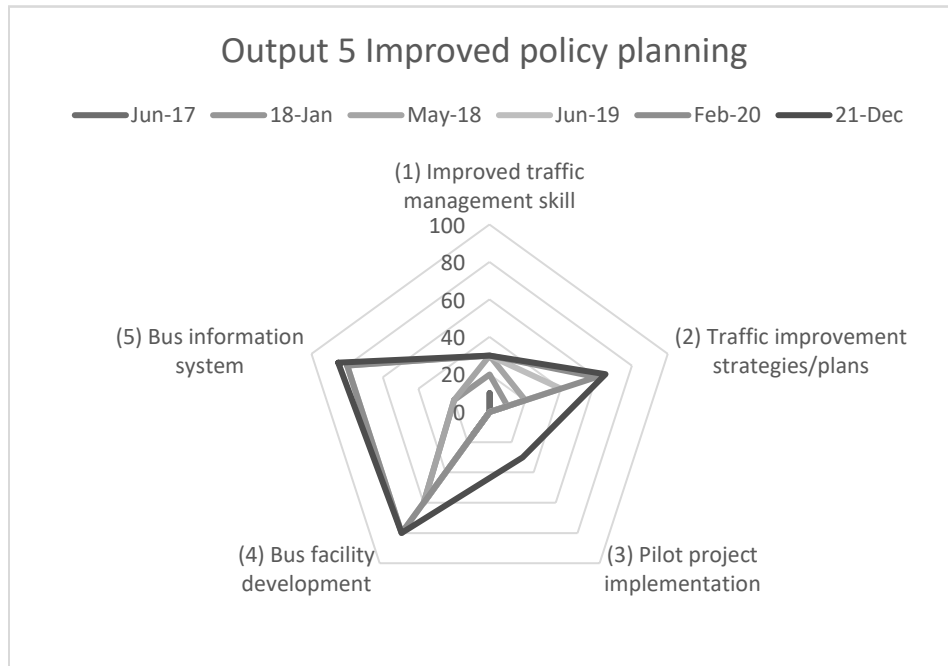 Output 5 Improved policy planning
Jun-17 18-Jan May-18 Jun-19 Feb-20 21-Dec
(1) Improved traffic
management skill
100
80
60
40
20
0
(2) Traffic improvement
strategies/plans
(3) Pilot project
implementation
(4) Bus facility
development
(5) Bus information
system